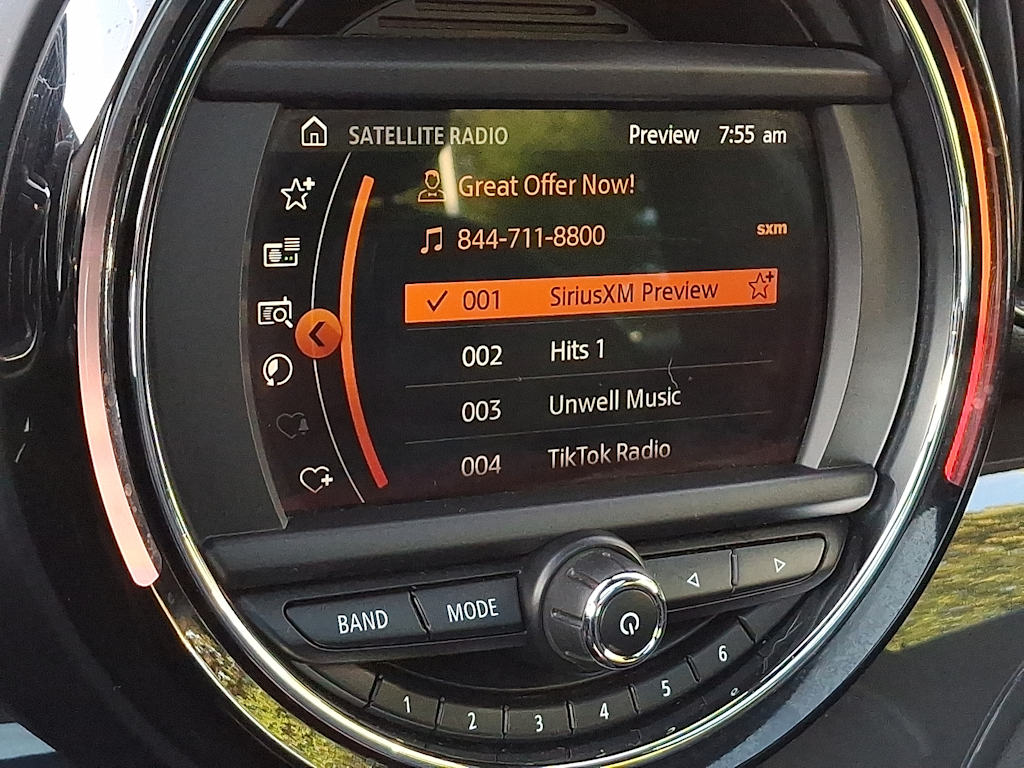 SATELLITE RADIO Preview 7:55 am
Great Offer Now!
844-711-8800 sxm
001 SiriusXM Preview
002 Hits 1
003 Unwell Music
004 TikTok Radio
BAND MODE
1 2 3 4 5 6